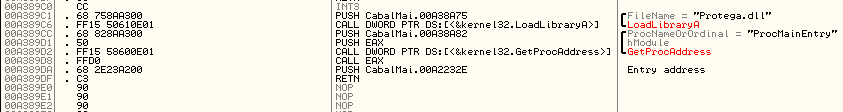 00A389C0 CC INT3
00A389C1 . 68 758AA300 PUSH CabalMai.00A38A75 FileName = "Protega.dll"
00A389C6 . FF15 50610E01 CALL DWORD PTR DS:[<&kernel32.LoadLibraryA>] LoadLibraryA
00A389CC . 68 828AA300 PUSH CabalMai.00A38A82 ProcNameOrOrdinal = "ProcMainEntry"
00A389D1 . 50 PUSH EAX hModule
00A389D2 . FF15 58600E01 CALL DWORD PTR DS:[<&kernel32.GetProcAddress>] GetProcAddress
00A389D8 . FFD0 CALL EAX
00A389DA . 68 2E23A200 PUSH CabalMai.00A2232E Entry address
00A389DF . C3 RETN
00A389E0 90 NOP
00A389E1 90 NOP
00A389E2 90 NOP